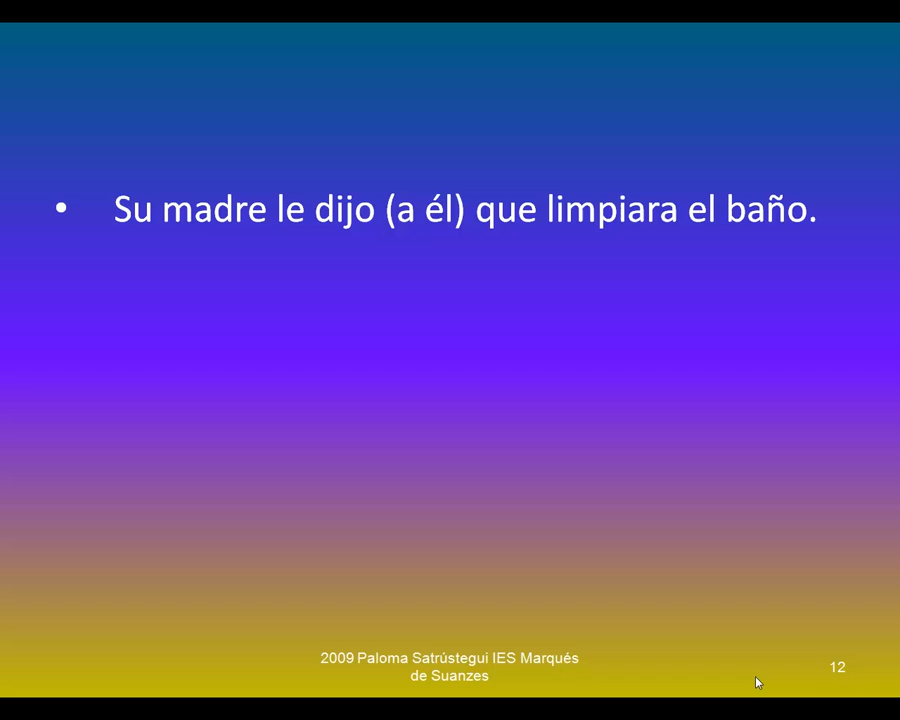 • Su madre le dijo (a él) que limpiara el baño.
2009 Paloma Satrústegui IES Marqués
de Suanzes
12